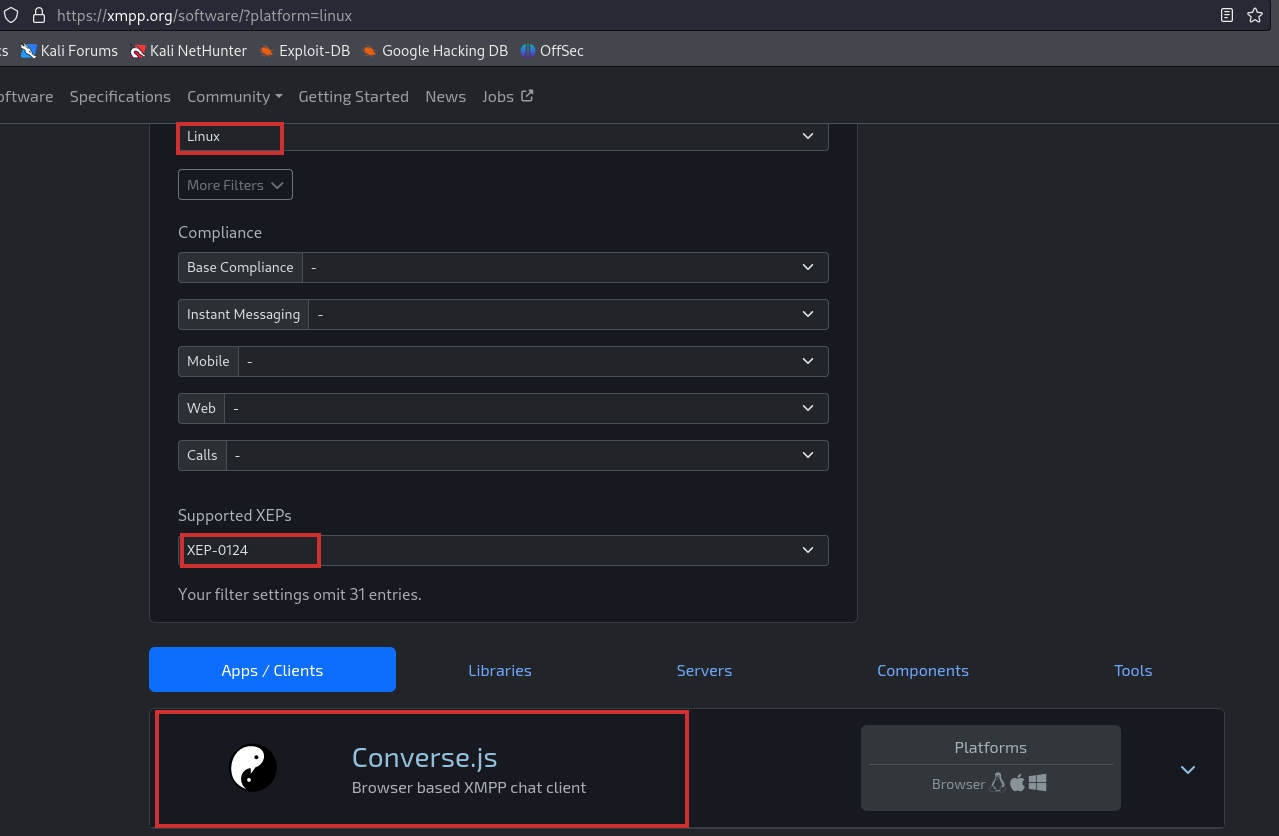 https://xmpp.org/software/?platform=linux
Kali Forums Kali NetHunter Exploit-DB Google Hacking DB OffSec
Specifications Community Getting Started News Jobs
Linux
More Filters
Compliance
Base Compliance -
Instant Messaging -
Mobile -
Web -
Calls -
Supported XEPs
XEP-0124
Your filter settings omit 31 entries.
Apps / Clients Libraries Servers Components Tools
Converse.js
Browser based XMPP chat client
Platforms
Browser